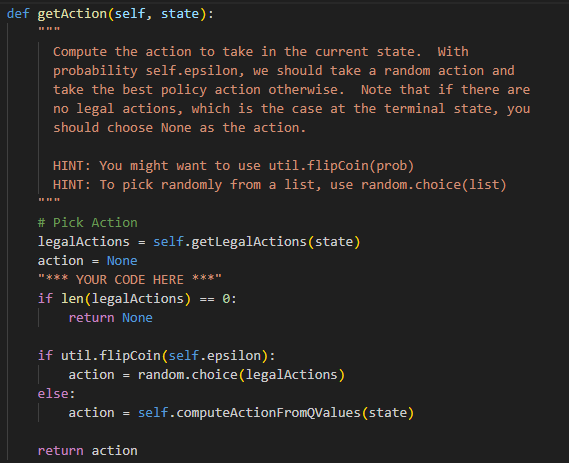 def getAction(self, state):
    """
      Compute the action to take in the current state.  With
      probability self.epsilon, we should take a random action and
      take the best policy action otherwise.  Note that if there are
      no legal actions, which is the case at the terminal state, you
      should choose None as the action.

      HINT: You might want to use util.flipCoin(prob)
      HINT: To pick randomly from a list, use random.choice(list)
    """
    # Pick Action
    legalActions = self.getLegalActions(state)
    action = None
    "*** YOUR CODE HERE ***"
    if len(legalActions) == 0:
        return None

    if util.flipCoin(self.epsilon):
        action = random.choice(legalActions)
    else:
        action = self.computeActionFromQValues(state)

    return action